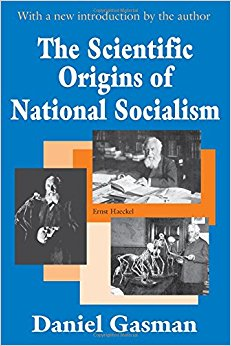 With a new introduction by the author
The Scientific
Origins of
National Socialism
Ernst Haeckel
Daniel Gasman